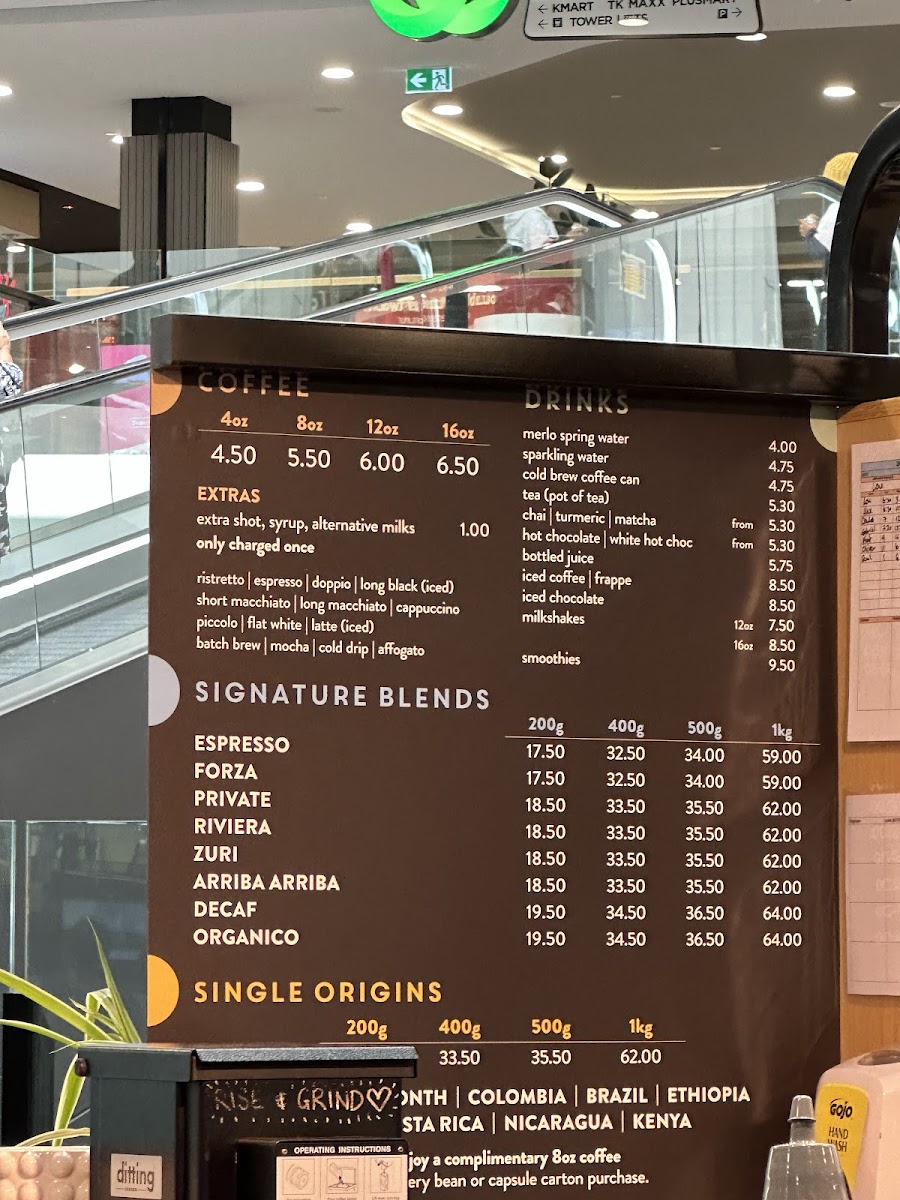 ← KMART TK MAXX PLUSMART
TOWER LIFTS P →
COFFEE
4oz 8oz 12oz 16oz
4.50 5.50 6.00 6.50
EXTRAS
extra shot, syrup, alternative milks 1.00
only charged once
ristretto | espresso | doppio | long black (iced)
short macchiato | long macchiato | cappuccino
piccolo | flat white | latte (iced)
batch brew | mocha | cold drip | affogato
DRINKS
merlo spring water 4.00
sparkling water 4.75
cold brew coffee can 4.75
tea (pot of tea) 5.30
chai | turmeric | matcha from 5.30
hot chocolate | white hot choc from 5.30
bottled juice 5.75
iced coffee | frappe 8.50
iced chocolate 8.50
milkshakes 12oz 7.50
16oz 8.50
smoothies 9.50
SIGNATURE BLENDS
200g 400g 500g 1kg
ESPRESSO 17.50 32.50 34.00 59.00
FORZA 17.50 32.50 34.00 59.00
PRIVATE 18.50 33.50 35.50 62.00
RIVIERA 18.50 33.50 35.50 62.00
ZURI 18.50 33.50 35.50 62.00
ARRIBA ARRIBA 18.50 33.50 35.50 62.00
DECAF 19.50 34.50 36.50 64.00
ORGANICO 19.50 34.50 36.50 64.00
SINGLE ORIGINS
200g 400g 500g 1kg
33.50 35.50 62.00
ONTH | COLOMBIA | BRAZIL | ETHIOPIA
STA RICA | NICARAGUA | KENYA
joy a complimentary 8oz coffee
ery bean or capsule carton purchase.
RISE & GRIND♡
OPERATING INSTRUCTIONS
ditting
GOJO
HAND
WASH